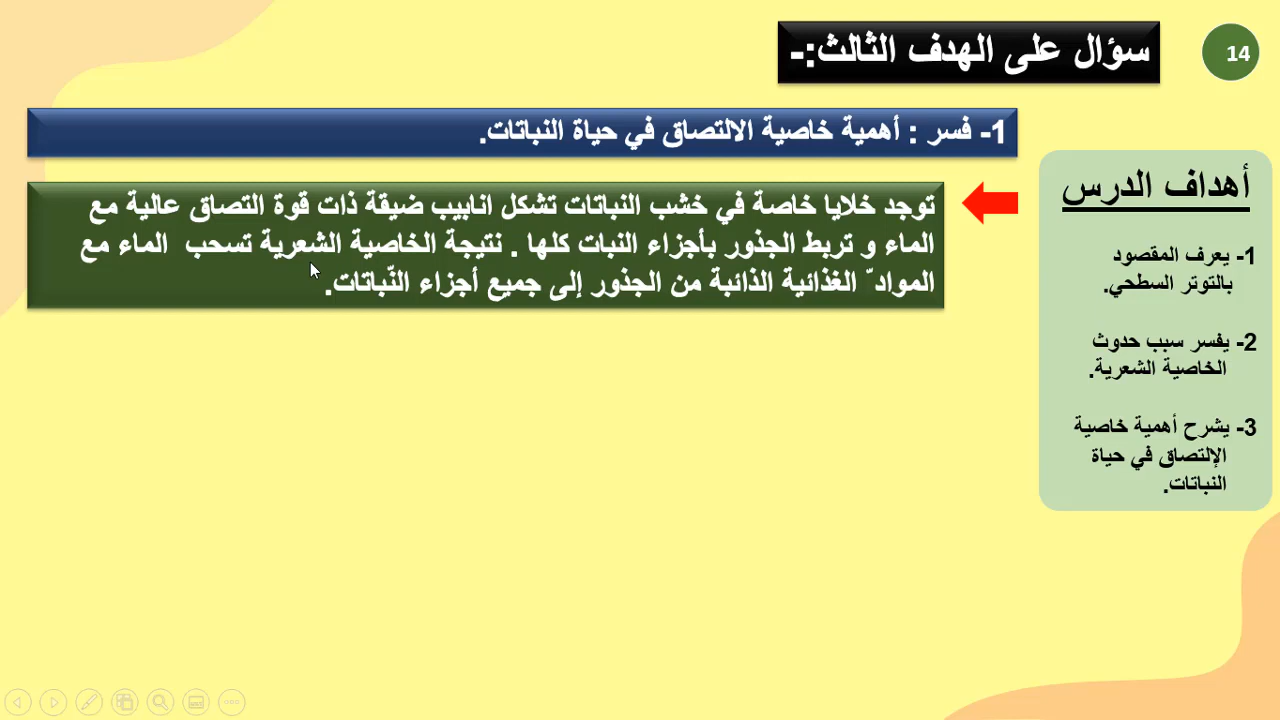 14
سؤال على الهدف الثالث:-
1- فسر : أهمية خاصية الالتصاق في حياة النباتات.
توجد خلايا خاصة في خشب النباتات تشكل انابيب ضيقة ذات قوة التصاق عالية مع
الماء و تربط الجذور بأجزاء النبات كلها . نتيجة الخاصية الشعرية تسحب الماء مع
الموادّ الغذائية الذائبة من الجذور إلى جميع أجزاء النّباتات.
أهداف الدرس
1- يعرف المقصود
بالتوتر السطحي.
2- يفسر سبب حدوث
الخاصية الشعرية.
3- يشرح أهمية خاصية
الإلتصاق في حياة
النباتات.